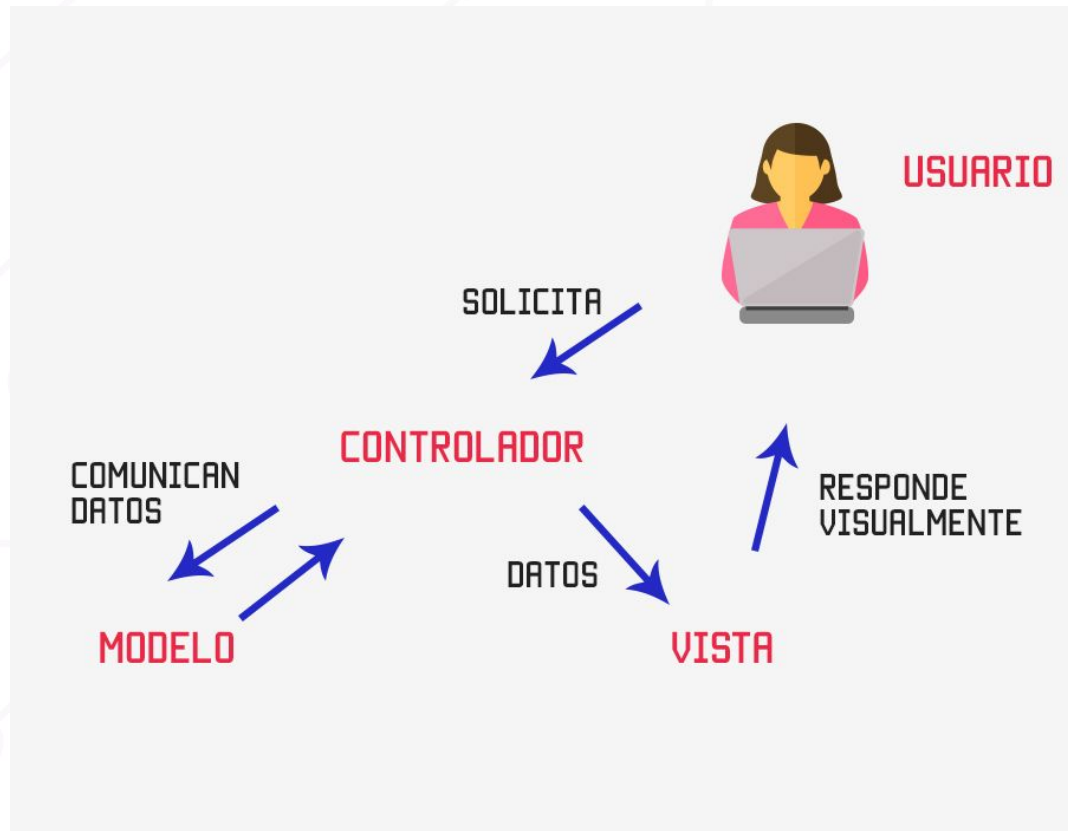 USUARIO
SOLICITA
CONTROLADOR
COMUNICAN
DATOS
RESPONDE
VISUALMENTE
DATOS
MODELO
VISTA